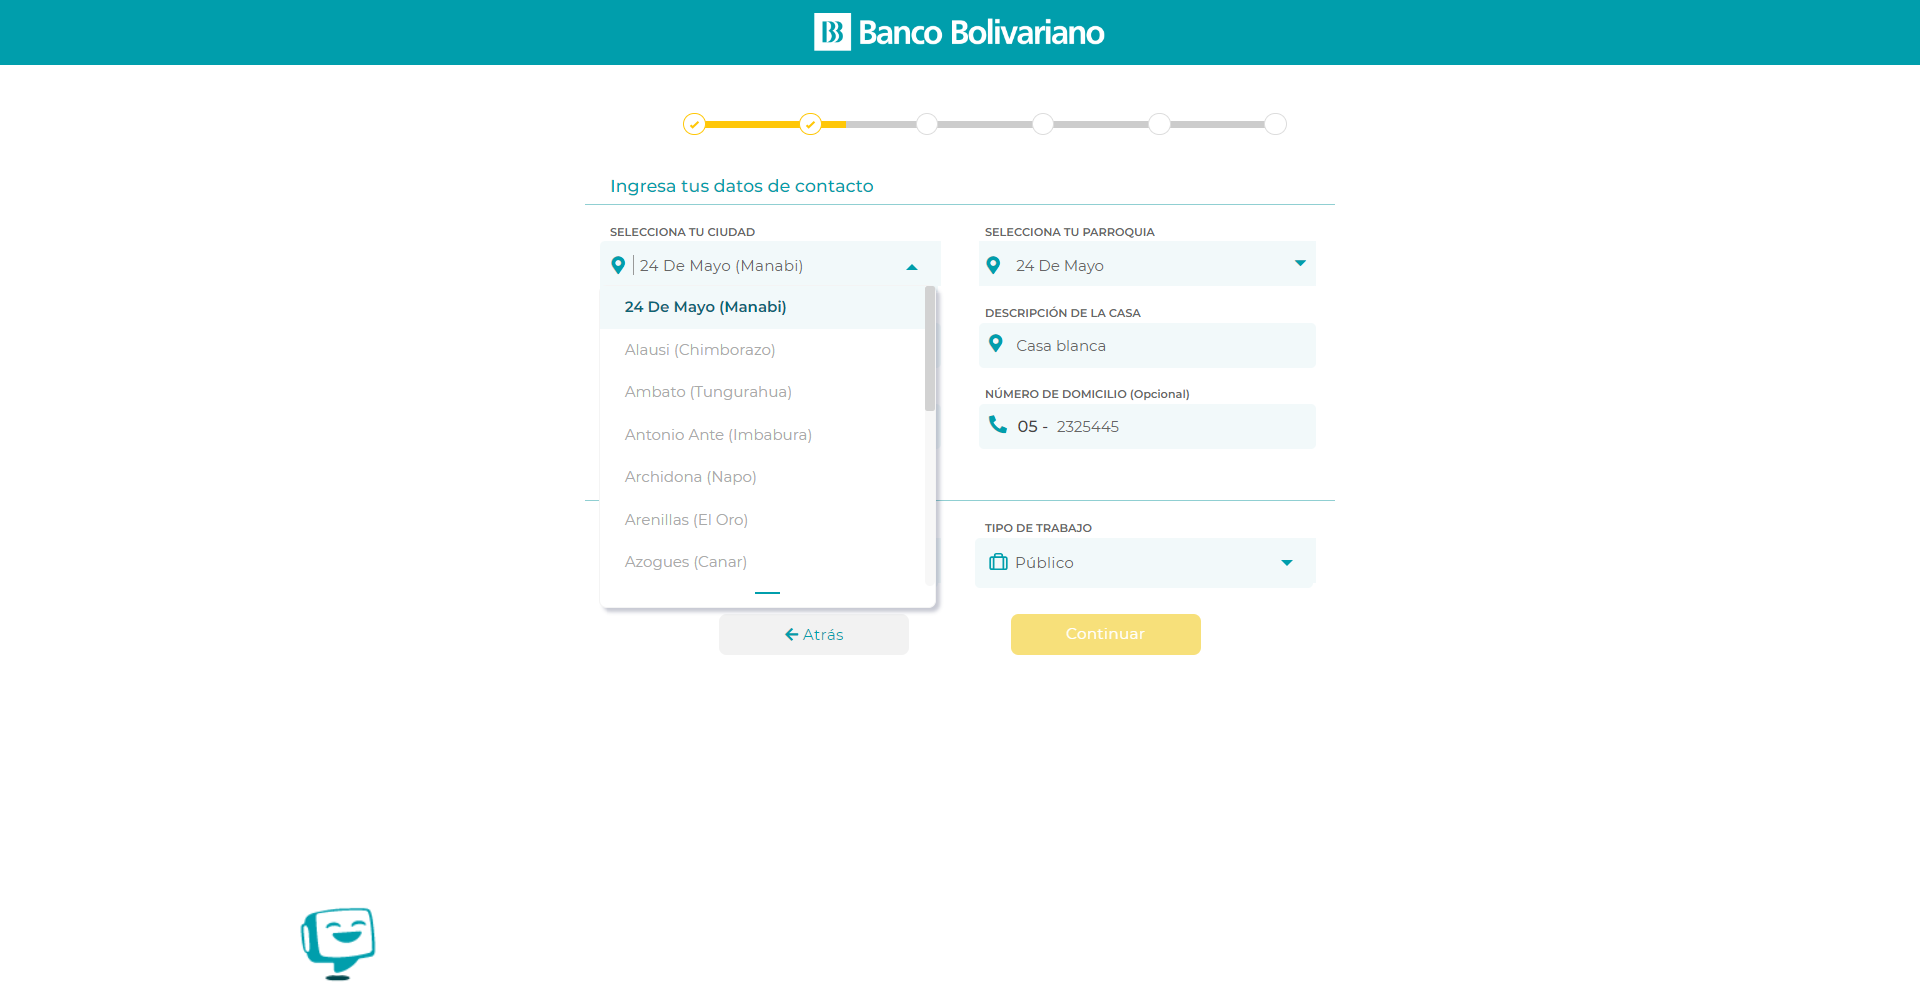 Banco Bolivariano
Ingresa tus datos de contacto
SELECCIONA TU CIUDAD
24 De Mayo (Manabi)
24 De Mayo (Manabi)
Alausi (Chimborazo)
Ambato (Tungurahua)
Antonio Ante (Imbabura)
Archidona (Napo)
Arenillas (El Oro)
Azogues (Canar)
SELECCIONA TU PARROQUIA
24 De Mayo
DESCRIPCIÓN DE LA CASA
Casa blanca
NÚMERO DE DOMICILIO (Opcional)
05 - 2325445
TIPO DE TRABAJO
Público
Atrás
Continuar